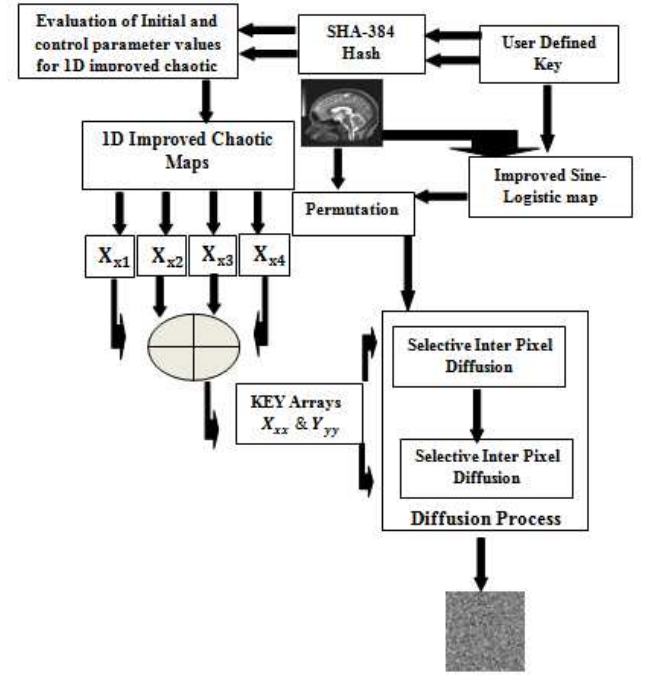 Evaluation of Initial and
control parameter values
for 1D improved chaotic
SHA-384
Hash
User Defined
Key
1D Improved Chaotic
Maps
Improved Sine-
Logistic map
Permutation
Xx1
Xx2
Xx3
Xx4
Selective Inter Pixel
Diffusion
KEY Arrays
Xxx & Yyy
Selective Inter Pixel
Diffusion
Diffusion Process